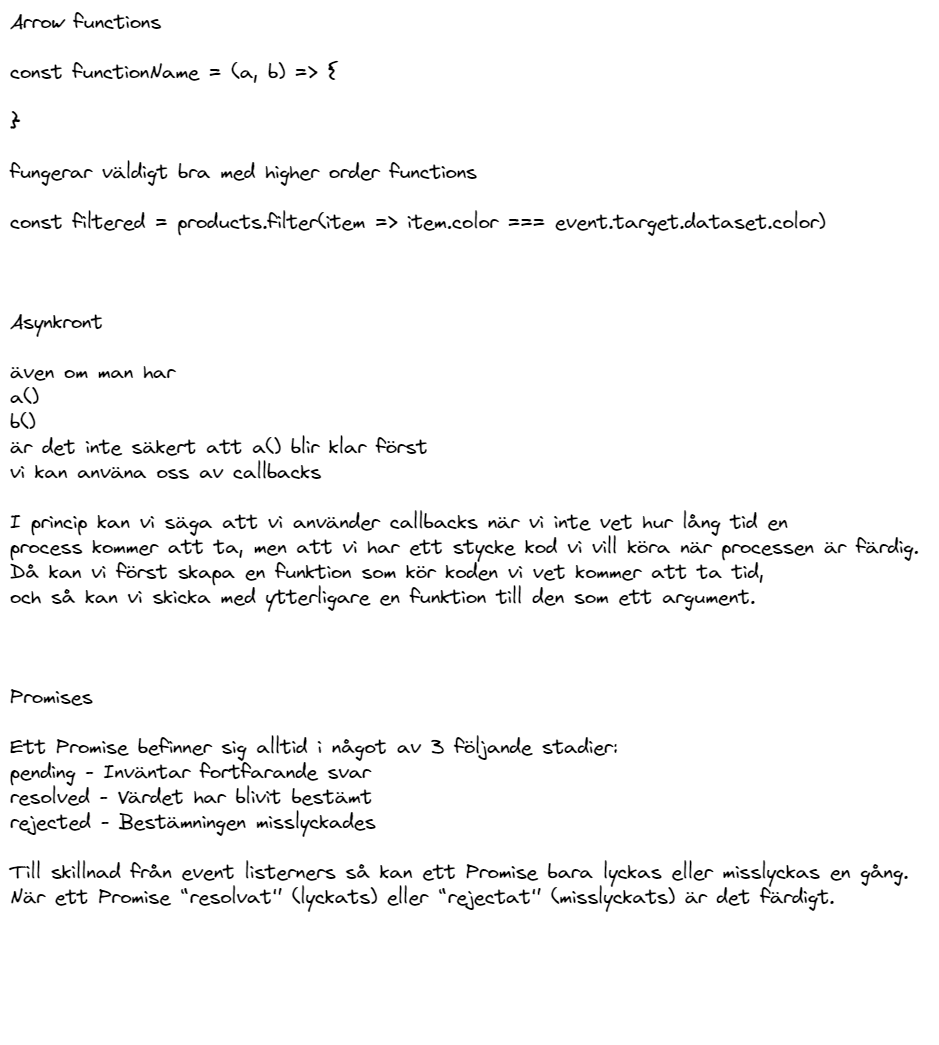 Arrow functions
const functionName = (a, b) => {
}
fungerar väldigt bra med higher order functions
const filtered = products.filter(item => item.color === event.target.dataset.color)
Asynkront
även om man har
a()
b()
är det inte säkert att a() blir klar först
vi kan använa oss av callbacks
I princip kan vi säga att vi använder callbacks när vi inte vet hur lång tid en
process kommer att ta, men att vi har ett stycke kod vi vill köra när processen är färdig.
Då kan vi först skapa en funktion som kör koden vi vet kommer att ta tid,
och så kan vi skicka med ytterligare en funktion till den som ett argument.
Promises
Ett Promise befinner sig alltid i något av 3 följande stadier:
pending - Inväntar fortfarande svar
resolved - Värdet har blivit bestämt
rejected - Bestämningen misslyckades
Till skillnad från event listerners så kan ett Promise bara lyckas eller misslyckas en gång.
När ett Promise "resolvat" (lyckats) eller "rejectat" (misslyckats) är det färdigt.